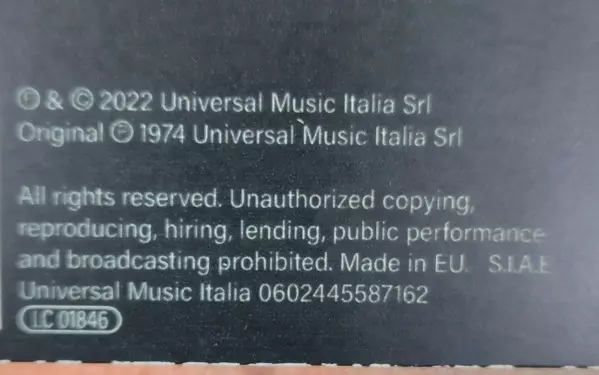 ℗ & © 2022 Universal Music Italia Srl
Original ℗ 1974 Universal Music Italia Srl
All rights reserved. Unauthorized copying,
reproducing, hiring, lending, public performance
and broadcasting prohibited. Made in EU. S.I.A.E
Universal Music Italia 0602445587162
LC 01846